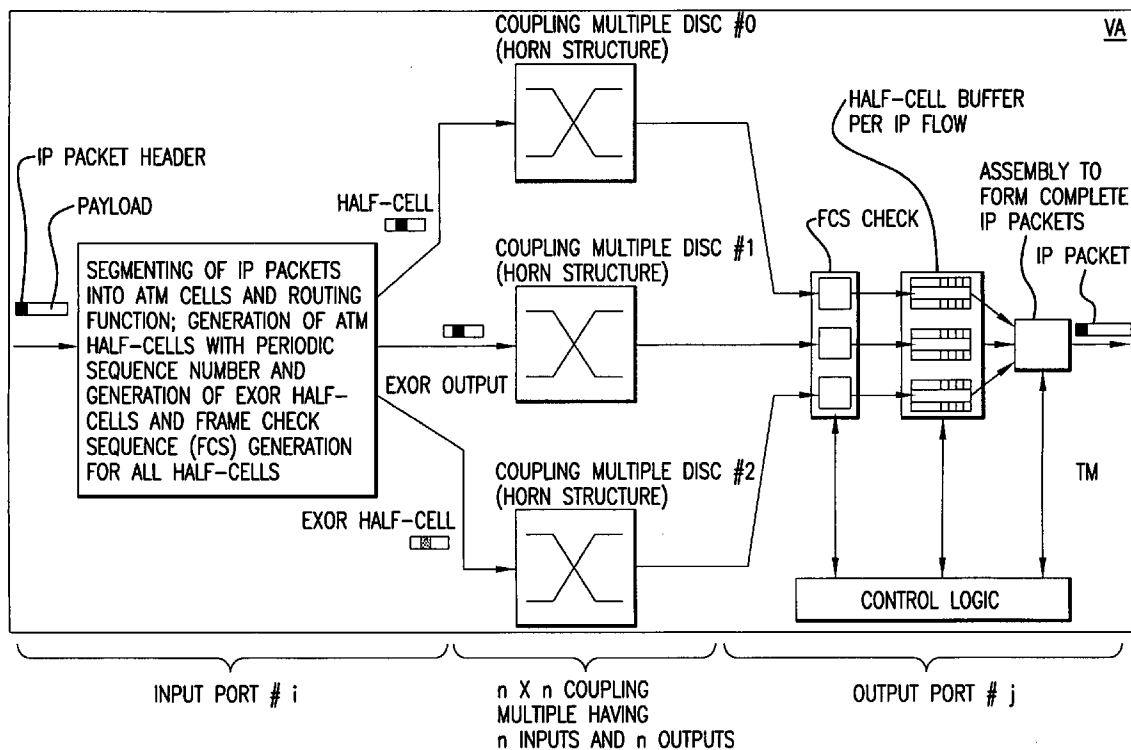 COUPLING MULTIPLE DISC #0
(HORN STRUCTURE)
VA
IP PACKET HEADER
PAYLOAD
HALF-CELL
HALF-CELL BUFFER
PER IP FLOW
ASSEMBLY TO
FORM COMPLETE
IP PACKETS
FCS CHECK
IP PACKET
SEGMENTING OF IP PACKETS
INTO ATM CELLS AND ROUTING
FUNCTION; GENERATION OF ATM
HALF-CELLS WITH PERIODIC
SEQUENCE NUMBER AND
GENERATION OF EXOR HALF-
CELLS AND FRAME CHECK
SEQUENCE (FCS) GENERATION
FOR ALL HALF-CELLS
COUPLING MULTIPLE DISC #1
(HORN STRUCTURE)
EXOR OUTPUT
COUPLING MULTIPLE DISC #2
(HORN STRUCTURE)
EXOR HALF-CELL
TM
CONTROL LOGIC
INPUT PORT # i
n X n COUPLING
MULTIPLE HAVING
n INPUTS AND n OUTPUTS
OUTPUT PORT # j